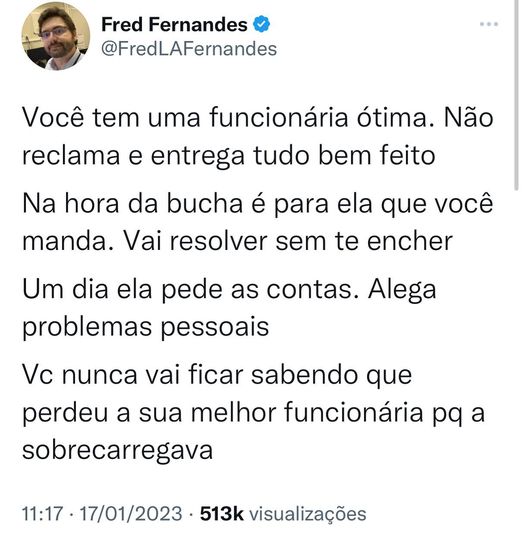 Fred Fernandes
@FredLAFernandes
Você tem uma funcionária ótima. Não
reclama e entrega tudo bem feito
Na hora da bucha é para ela que você
manda. Vai resolver sem te encher
Um dia ela pede as contas. Alega
problemas pessoais
Vc nunca vai ficar sabendo que
perdeu a sua melhor funcionária pq a
sobrecarregava
11:17 · 17/01/2023 · 513k visualizações